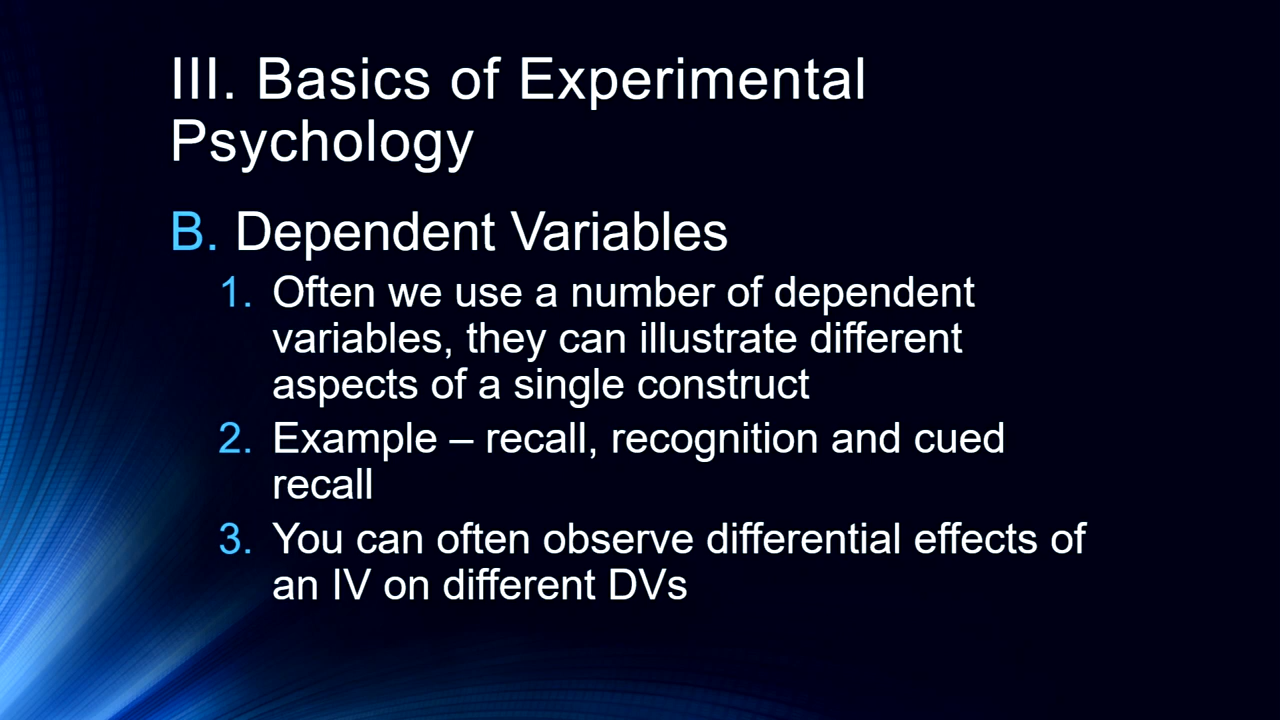 III. Basics of Experimental
Psychology
B. Dependent Variables
1. Often we use a number of dependent
variables, they can illustrate different
aspects of a single construct
2. Example – recall, recognition and cued
recall
3. You can often observe differential effects of
an IV on different DVs